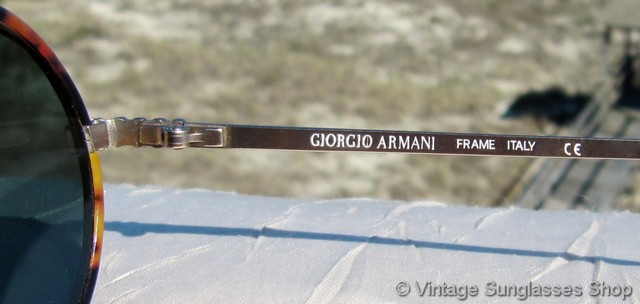 GIORGIO ARMANI FRAME ITALY CE
© Vintage Sunglasses Shop